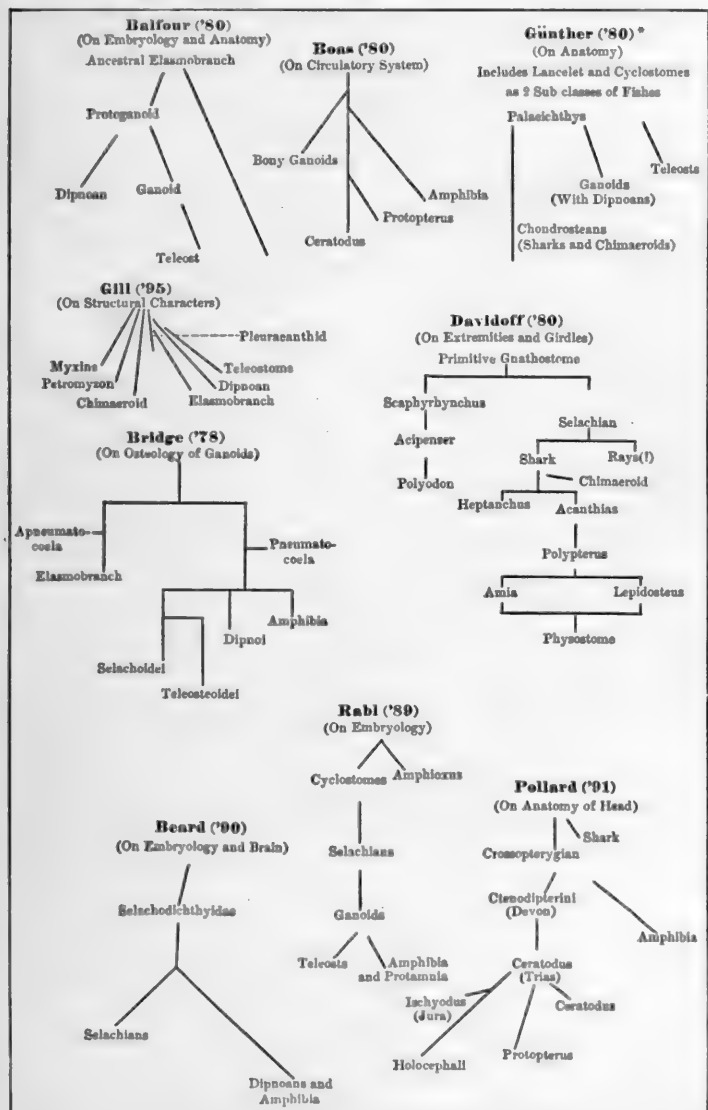 Balfour ('80)
(On Embryology and Anatomy)
Ancestral Elasmobranch
Protoganoid
Dipnoan
Ganoid
Teleost
Boas ('80)
(On Circulatory System)
Bony Ganoids
Amphibia
Protopterus
Ceratodus
Günther ('80) *
(On Anatomy)
Includes Lancelet and Cyclostomes
as 2 Sub classes of Fishes
Palaeichthys
Teleosts
Ganoids
(With Dipnoans)
Chondrosteans
(Sharks and Chimaeroids)
Gill ('95)
(On Structural Characters)
Pleuracanthid
Myxine
Petromyzon
Chimaeroid
Teleostome
Dipnoan
Elasmobranch
Davidoff ('80)
(On Extremities and Girdles)
Primitive Gnathostome
Scaphyrhynchus
Acipenser
Polyodon
Selachian
Shark
Rays(!)
Chimaeroid
Heptanchus
Acanthias
Polypterus
Amia
Lepidosteus
Physostome
Bridge ('78)
(On Osteology of Ganoids)
Apneumato-
coela
Elasmobranch
Pneumato-
coela
Amphibia
Dipnoi
Selachoidei
Teleosteoidei
Rabl ('89)
(On Embryology)
Cyclostomes
Amphioxus
Selachians
Ganoids
Teleosts
Amphibia
and Protamnia
Beard ('90)
(On Embryology and Brain)
Selachodichthyidae
Selachians
Dipnoans and
Amphibia
Pollard ('91)
(On Anatomy of Head)
Shark
Crossopterygian
Ctenodipterini
(Devon)
Amphibia
Ceratodus
(Trias)
Ischyodus
(Jura)
Ceratodus
Holocephali
Protopterus